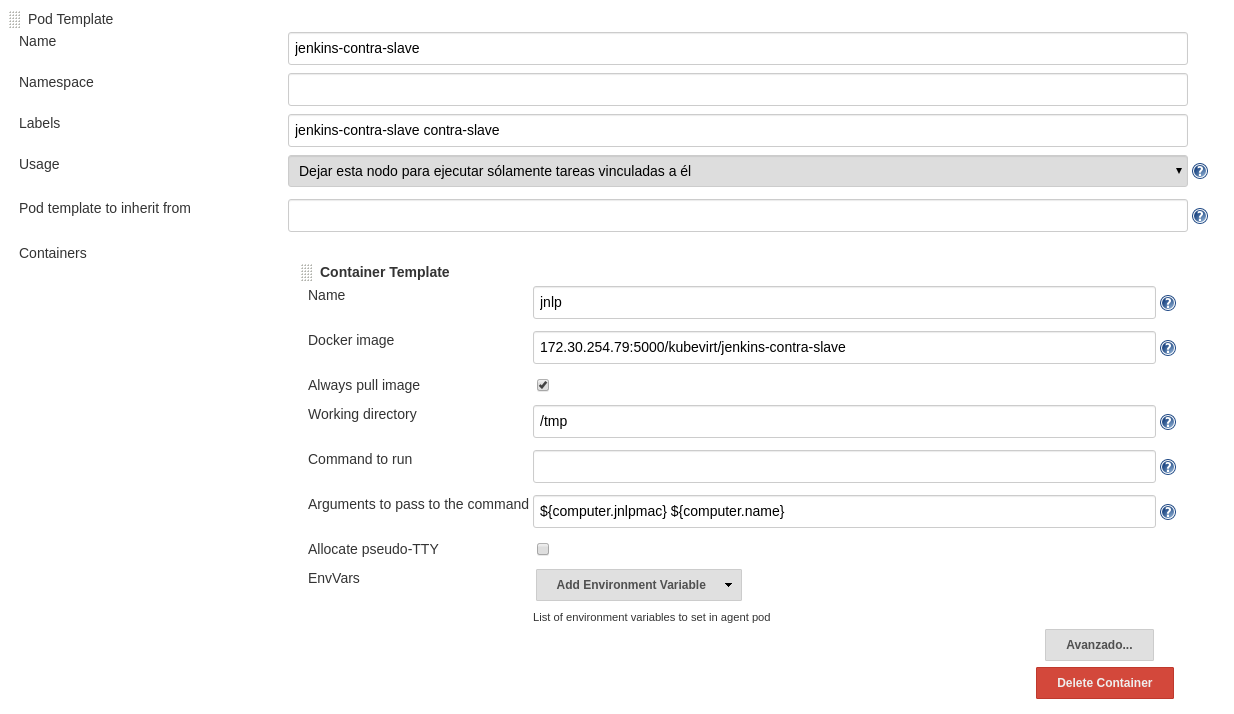 Pod Template
Name
jenkins-contra-slave
Namespace
Labels
jenkins-contra-slave contra-slave
Usage
Dejar esta nodo para ejecutar sólamente tareas vinculadas a él
Pod template to inherit from
Containers
Container Template
Name
jnlp
Docker image
172.30.254.79:5000/kubevirt/jenkins-contra-slave
Always pull image
Working directory
/tmp
Command to run
Arguments to pass to the command
${computer.jnlpmac} ${computer.name}
Allocate pseudo-TTY
EnvVars
Add Environment Variable
List of environment variables to set in agent pod
Avanzado...
Delete Container